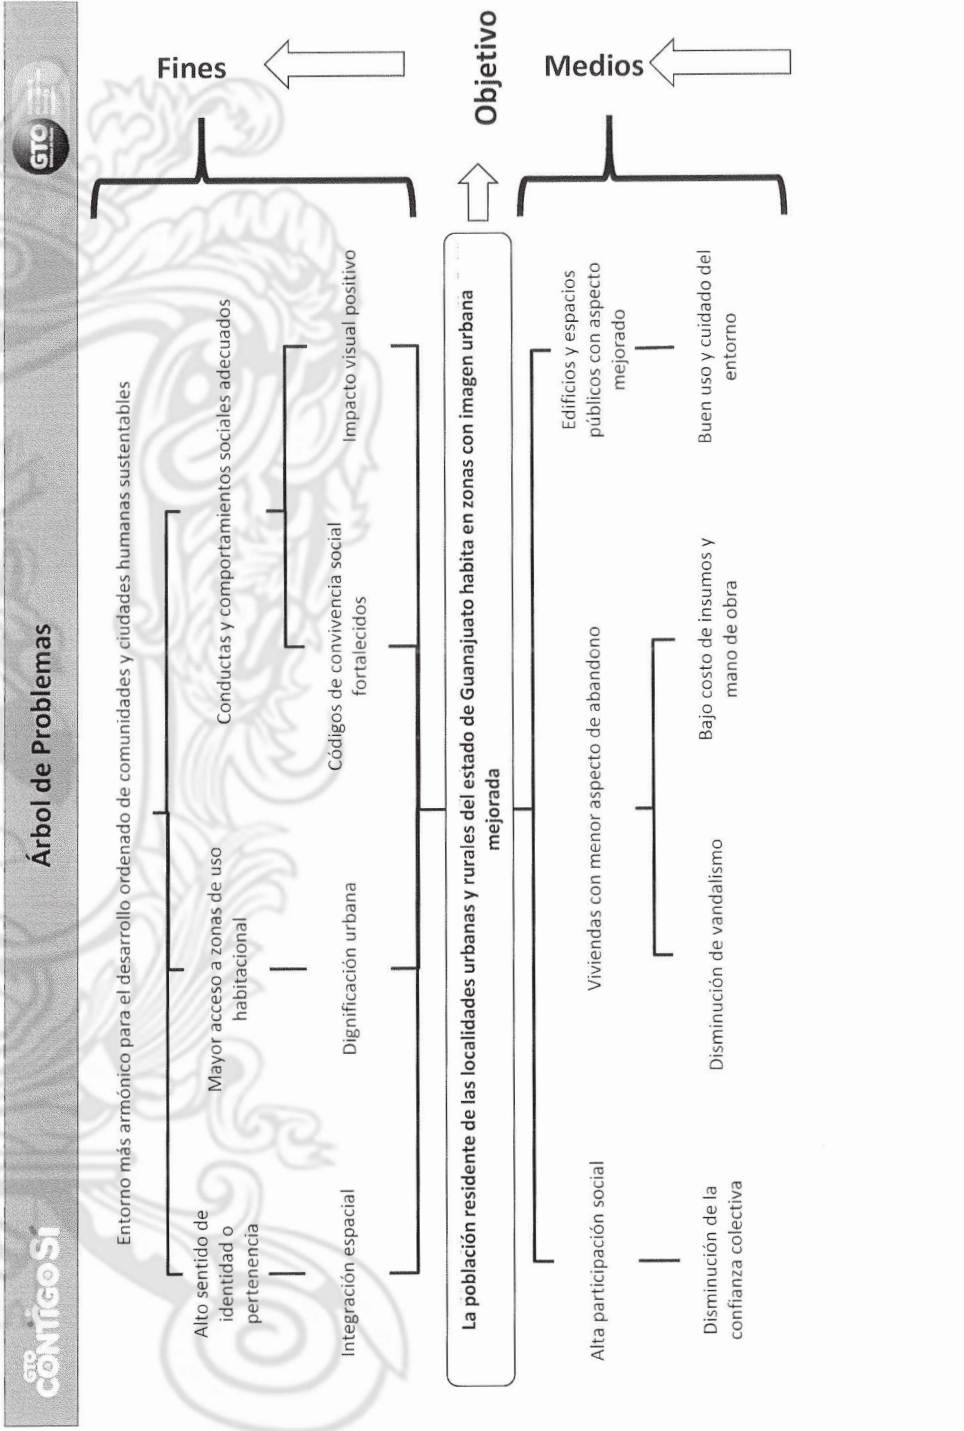 GTO
CONTIGO SÍ
Árbol de Problemas
GTO
Entorno más armónico para el desarrollo ordenado de comunidades y ciudades humanas sustentables
Fines
Alto sentido de
identidad o
pertenencia
Mayor acceso a zonas de uso
habitacional
Conductas y comportamientos sociales adecuados
Integración espacial
Dignificación urbana
Códigos de convivencia social
fortalecidos
Impacto visual positivo
La población residente de las localidades urbanas y rurales del estado de Guanajuato habita en zonas con imagen urbana
mejorada
Objetivo
Alta participación social
Viviendas con menor aspecto de abandono
Edificios y espacios
públicos con aspecto
mejorado
Medios
Disminución de la
confianza colectiva
Disminución de vandalismo
Bajo costo de insumos y
mano de obra
Buen uso y cuidado del
entorno